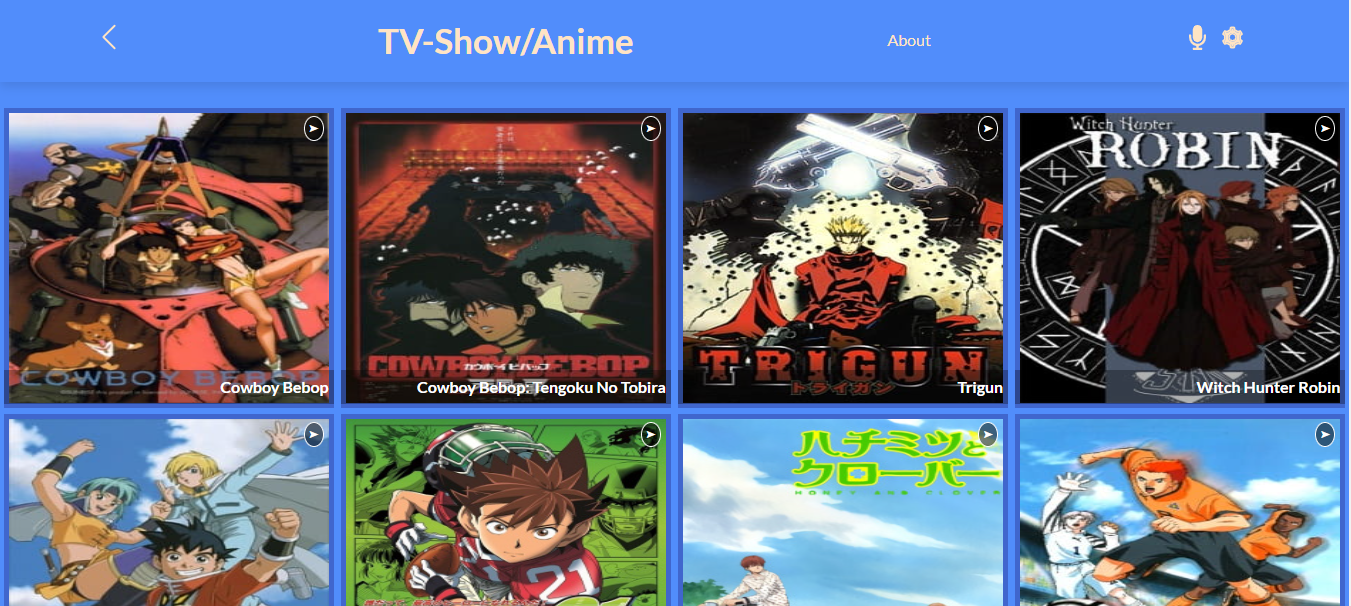 TV-Show/Anime
About
COWBOY BEBOP
Cowboy Bebop
COWBOY BEBOP
カウボーイビバップ
Cowboy Bebop: Tengoku No Tobira
TRIGUN
トライガン
Trigun
Witch Hunter
ROBIN
Witch Hunter Robin
21
ハチミツと
クローバー
HONEY AND CLOVER
1